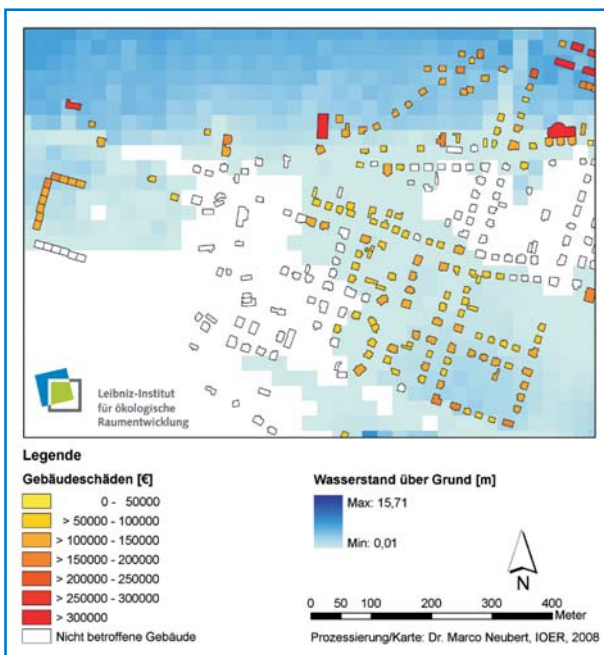 Leibniz-Institut
für ökologische
Raumentwicklung
Legende
Gebäudeschäden [€]
0 - 50000
> 50000 - 100000
> 100000 - 150000
> 150000 - 200000
> 200000 - 250000
> 250000 - 300000
> 300000
Nicht betroffene Gebäude
Wasserstand über Grund [m]
Max: 15,71
Min: 0,01
N
0 50 100 200 300 400
Meter
Prozessierung/Karte: Dr. Marco Neubert, IOER, 2008